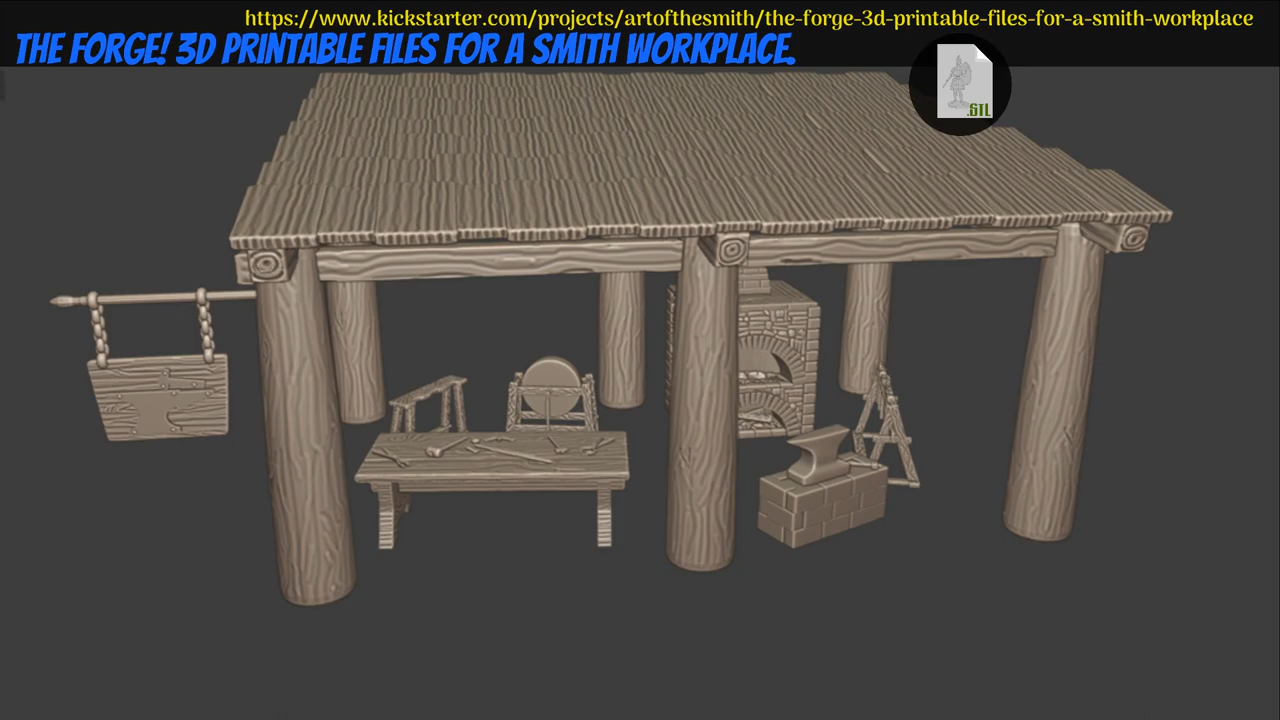 https://www.kickstarter.com/projects/artofthesmith/the-forge-3d-printable-files-for-a-smith-workplace
THE FORGE! 3D PRINTABLE FILES FOR A SMITH WORKPLACE.
.STL